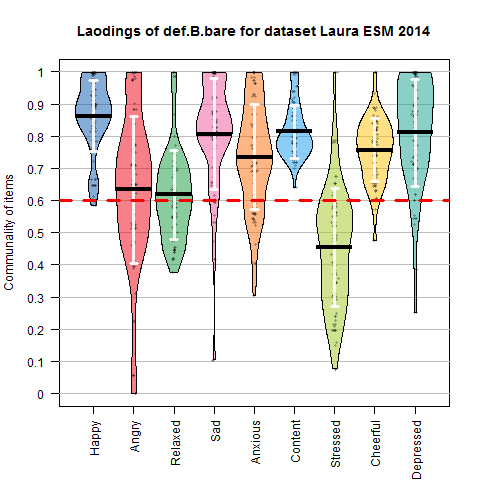 Laodings of def.B.bare for dataset Laura ESM 2014
Communality of items
1
0.9
0.8
0.7
0.6
0.5
0.4
0.3
0.2
0.1
0
Happy
Angry
Relaxed
Sad
Anxious
Content
Stressed
Cheerful
Depressed